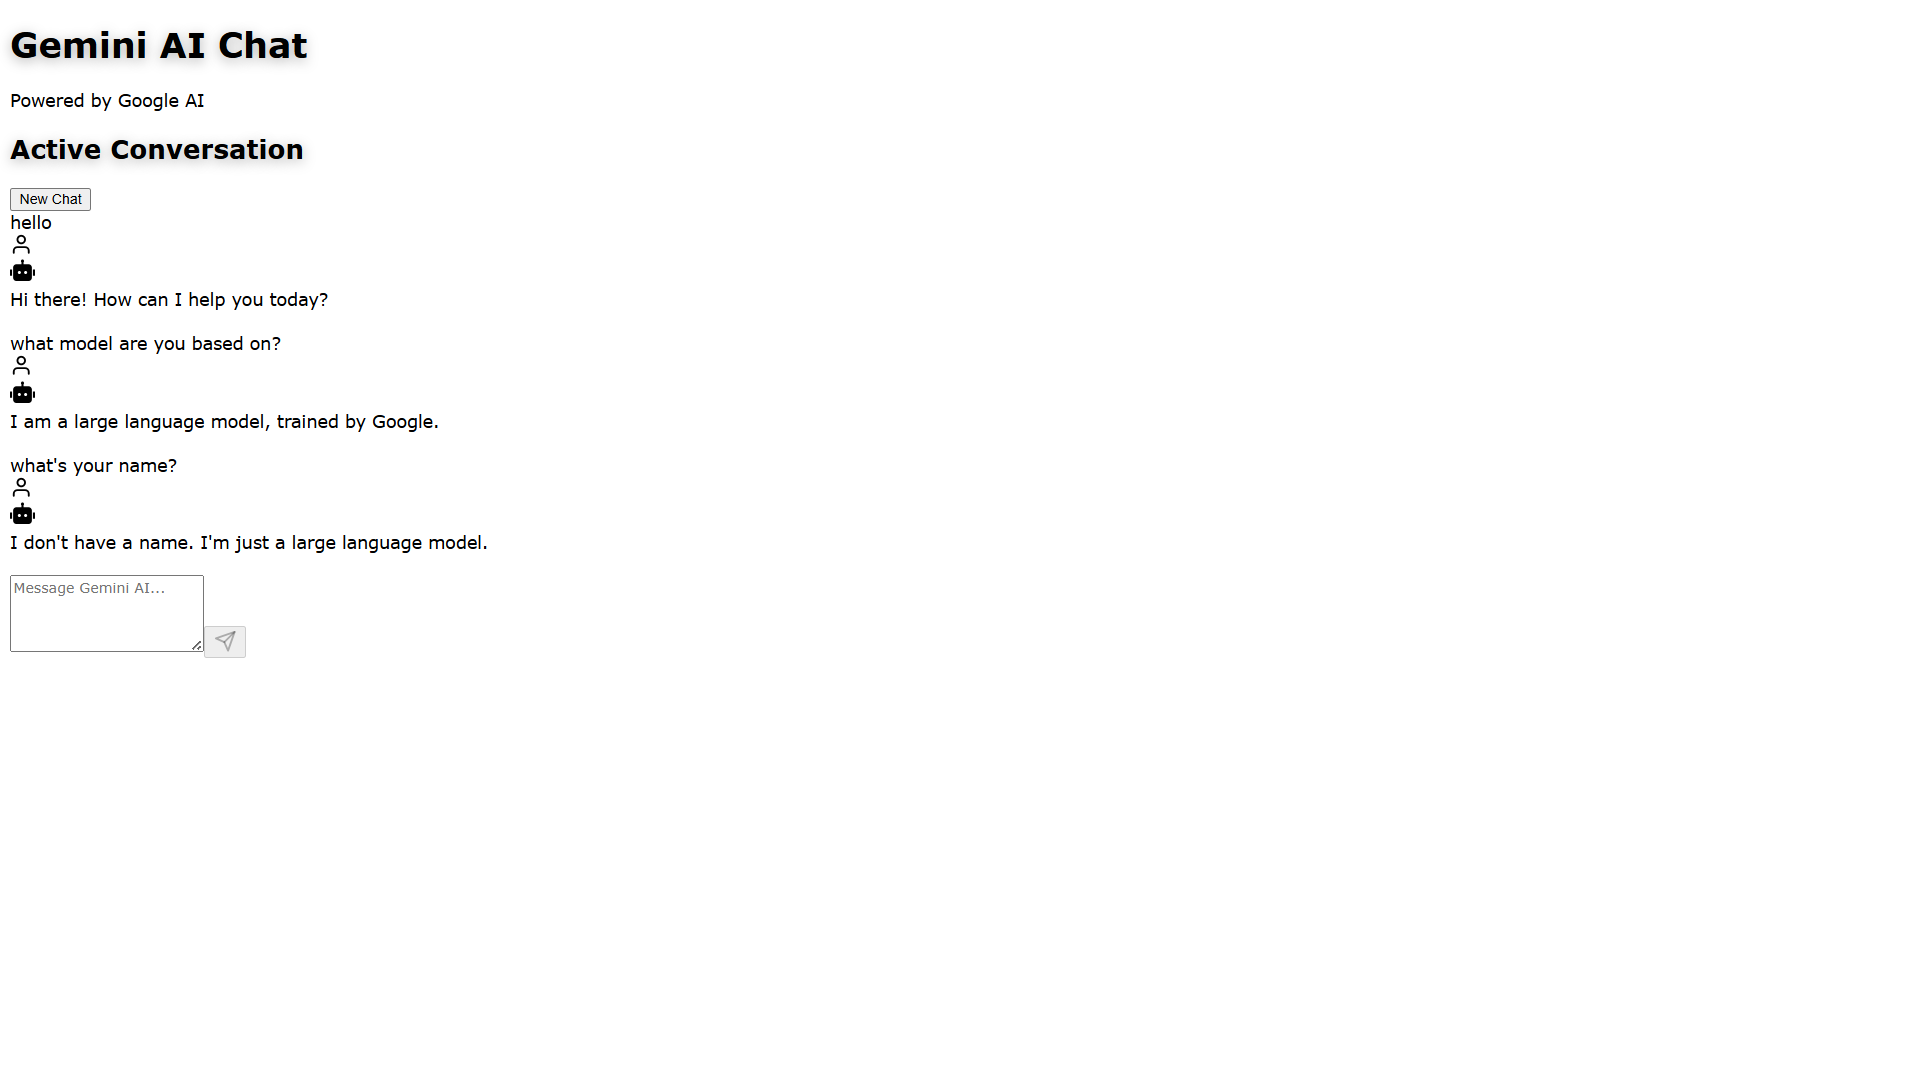 Gemini AI Chat
Powered by Google AI
Active Conversation
New Chat
hello
Hi there! How can I help you today?
what model are you based on?
I am a large language model, trained by Google.
what's your name?
I don't have a name. I'm just a large language model.
Message Gemini AI...